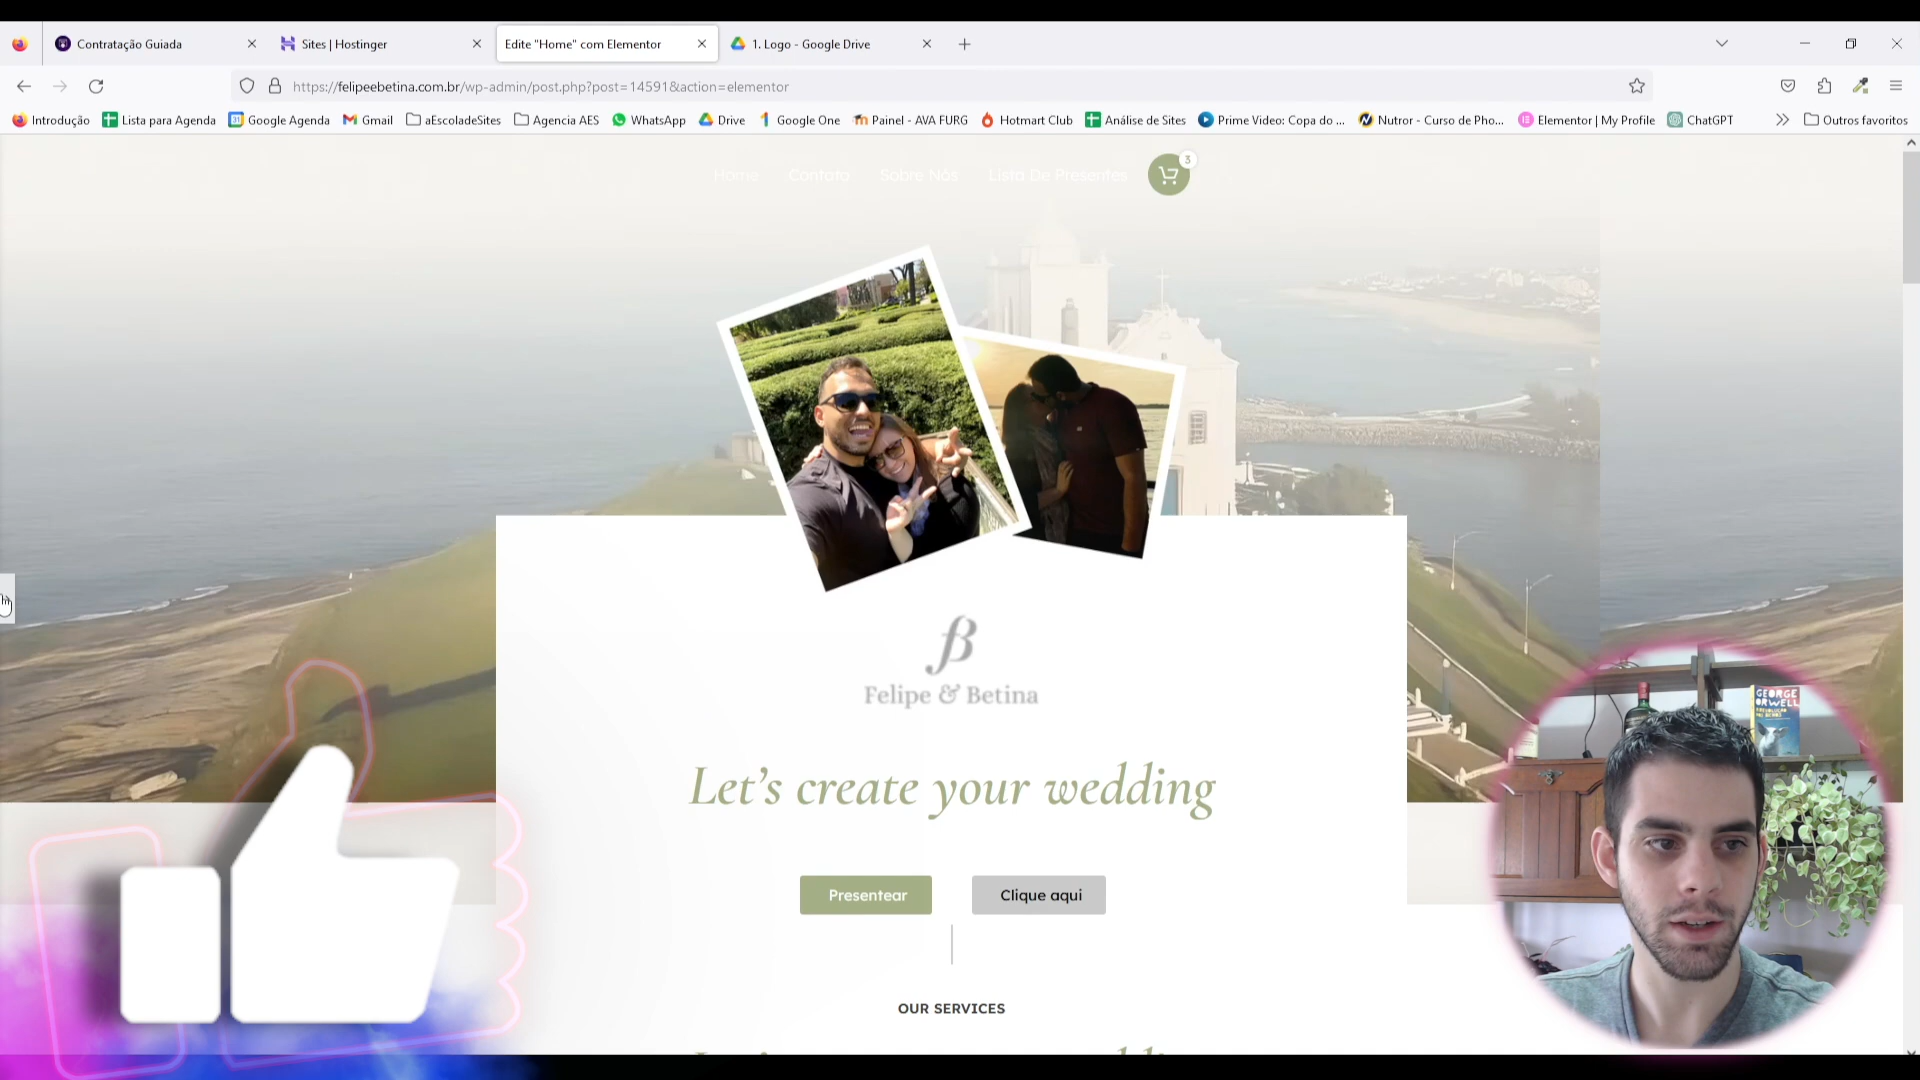 Contratação Guiada
Sites | Hostinger
Edite "Home" com Elementor
1. Logo - Google Drive
https://felipeebetina.com.br/wp-admin/post.php?post=14591&action=elementor
Introdução
Lista para Agenda
31
Google Agenda
Gmail
aEscoladeSites
Agencia AES
WhatsApp
Drive
Google One
Painel - AVA FURG
Hotmart Club
Análise de Sites
Prime Video: Copa do ...
Nutror - Curso de Pho...
Elementor | My Profile
ChatGPT
Outros favoritos
Home
Contato
Sobre Nós
Lista De Presentes
3
Felipe & Betina
Let's create your wedding
Presentear
Clique aqui
OUR SERVICES
GEORGE
ORWELL